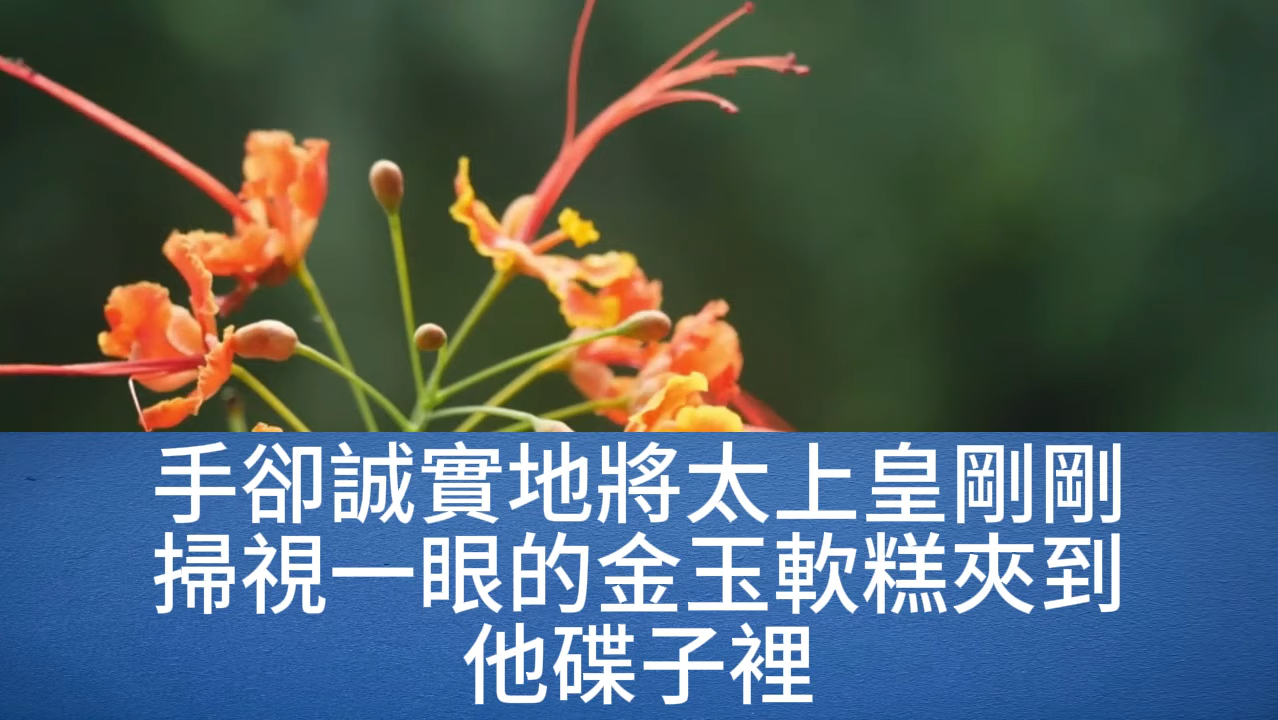 手卻誠實地將太上皇剛剛
掃視一眼的金玉軟糕夾到
他碟子裡